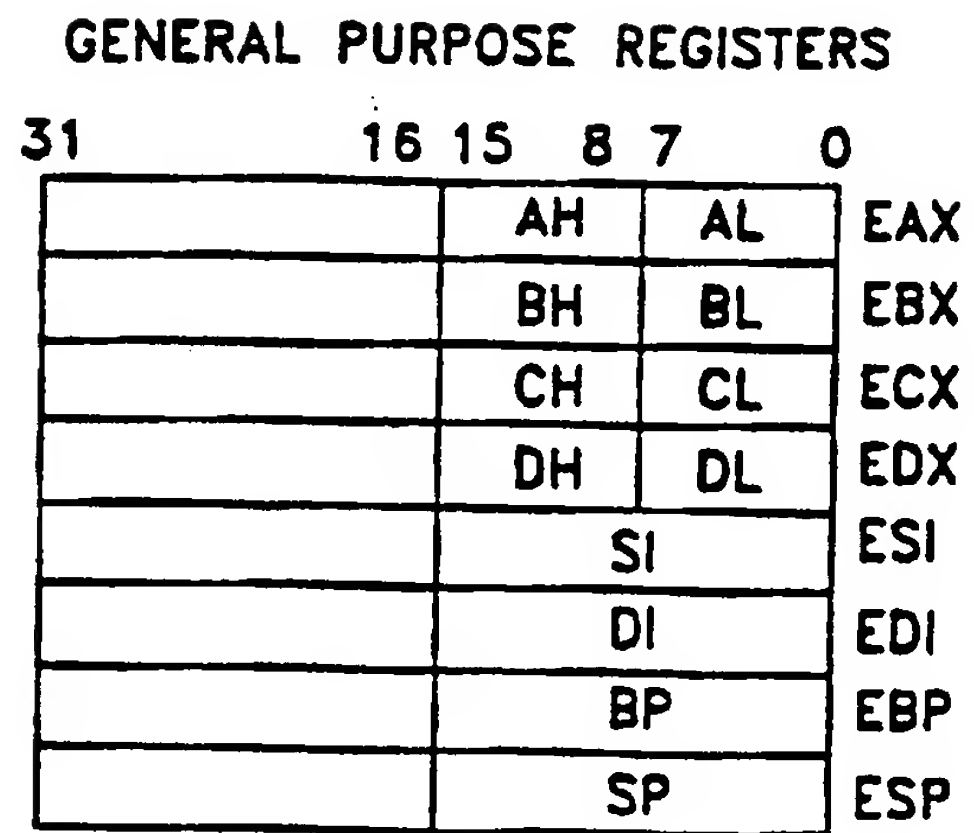 GENERAL PURPOSE REGISTERS
31 16 15 8 7 0
AH AL EAX
BH BL EBX
CH CL ECX
DH DL EDX
SI ESI
DI EDI
BP EBP
SP ESP